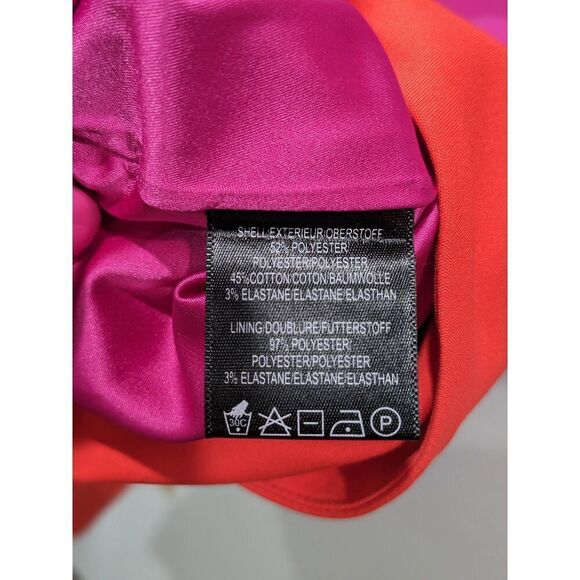 SHELL/EXTERIEUR/OBERSTOFF
52% POLYESTER
POLYESTER/POLYESTER
45% COTTON/COTON/BAUMWOLLE
3% ELASTANE/ELASTANE/ELASTHAN
LINING/DOUBLURE/FUTTERSTOFF
97% POLYESTER
POLYESTER/POLYESTER
3% ELASTANE/ELASTANE/ELASTHAN
30C P